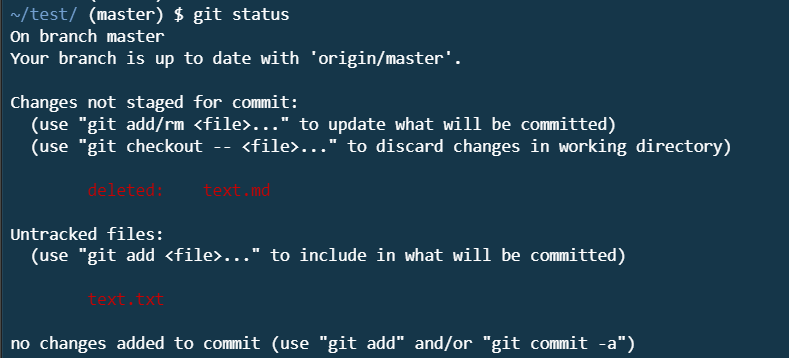 ~/test/ (master) $ git status
On branch master
Your branch is up to date with 'origin/master'.
Changes not staged for commit:
(use "git add/rm <file>..." to update what will be committed)
(use "git checkout -- <file>..." to discard changes in working directory)
deleted: text.md
Untracked files:
(use "git add <file>..." to include in what will be committed)
text.txt
no changes added to commit (use "git add" and/or "git commit -a")